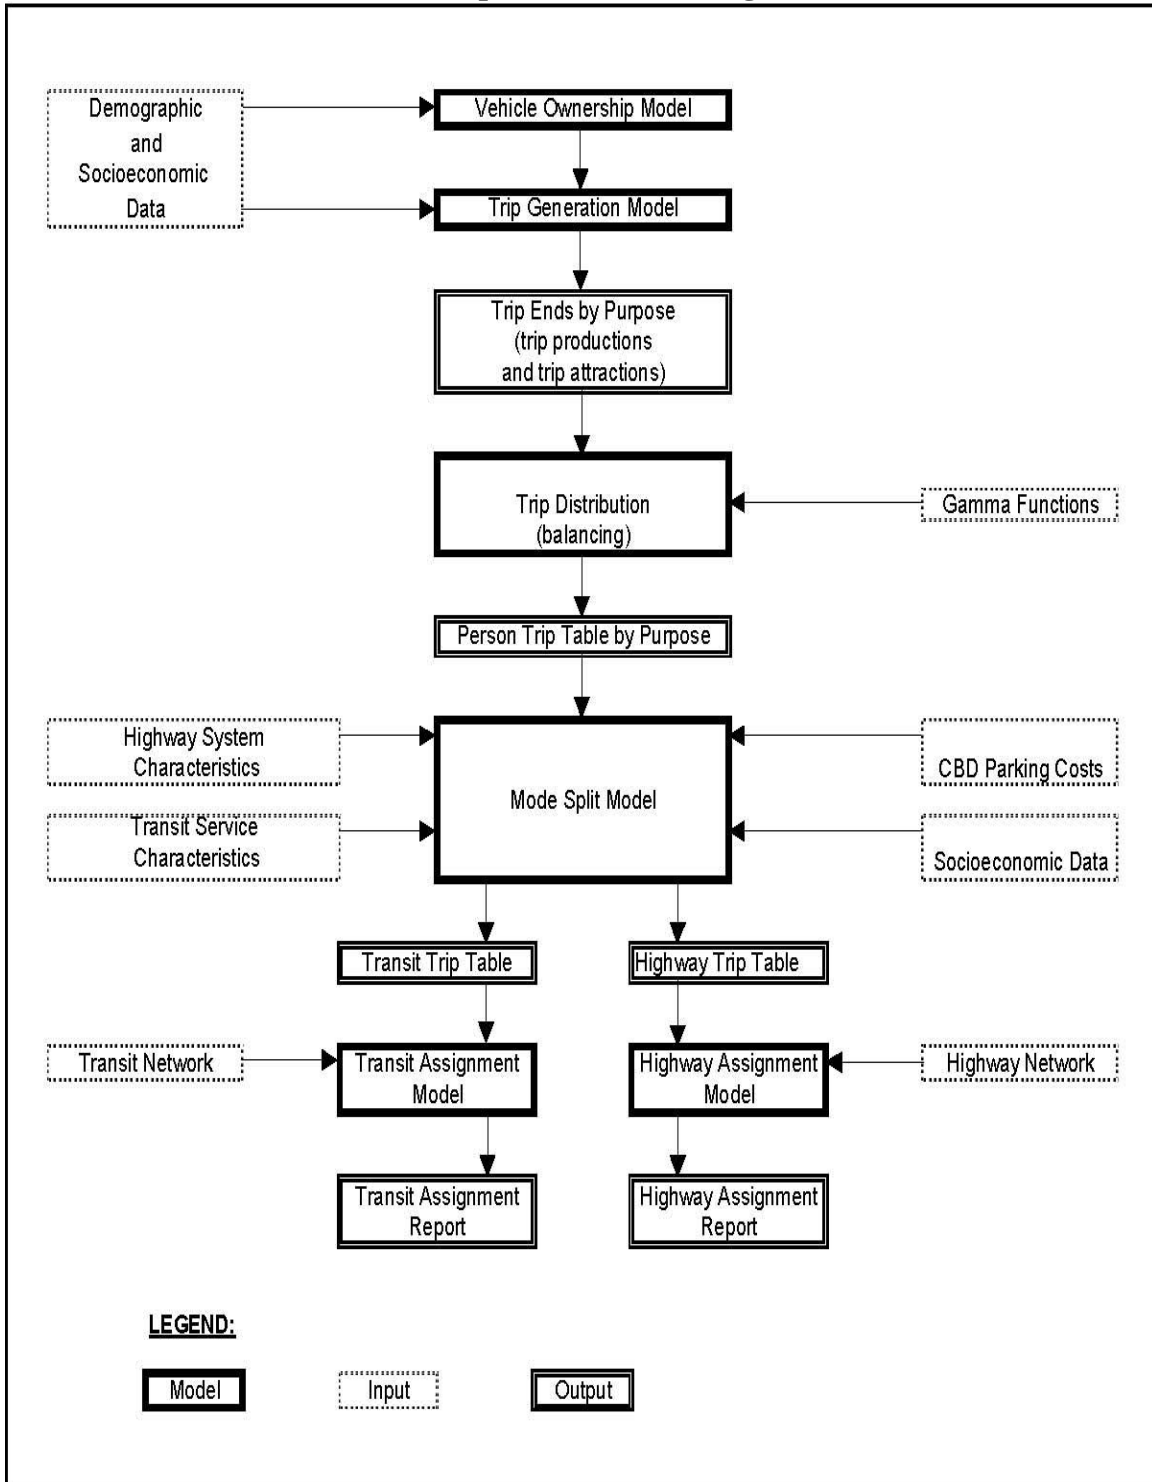 Demographic
and
Socioeconomic
Data
Vehicle Ownership Model
Trip Generation Model
Trip Ends by Purpose
(trip productions
and trip attractions)
Trip Distribution
(balancing)
Gamma Functions
Person Trip Table by Purpose
Highway System
Characteristics
Transit Service
Characteristics
Mode Split Model
CBD Parking Costs
Socioeconomic Data
Transit Trip Table
Highway Trip Table
Transit Network
Transit Assignment
Model
Highway Assignment
Model
Highway Network
Transit Assignment
Report
Highway Assignment
Report
LEGEND:
Model
Input
Output